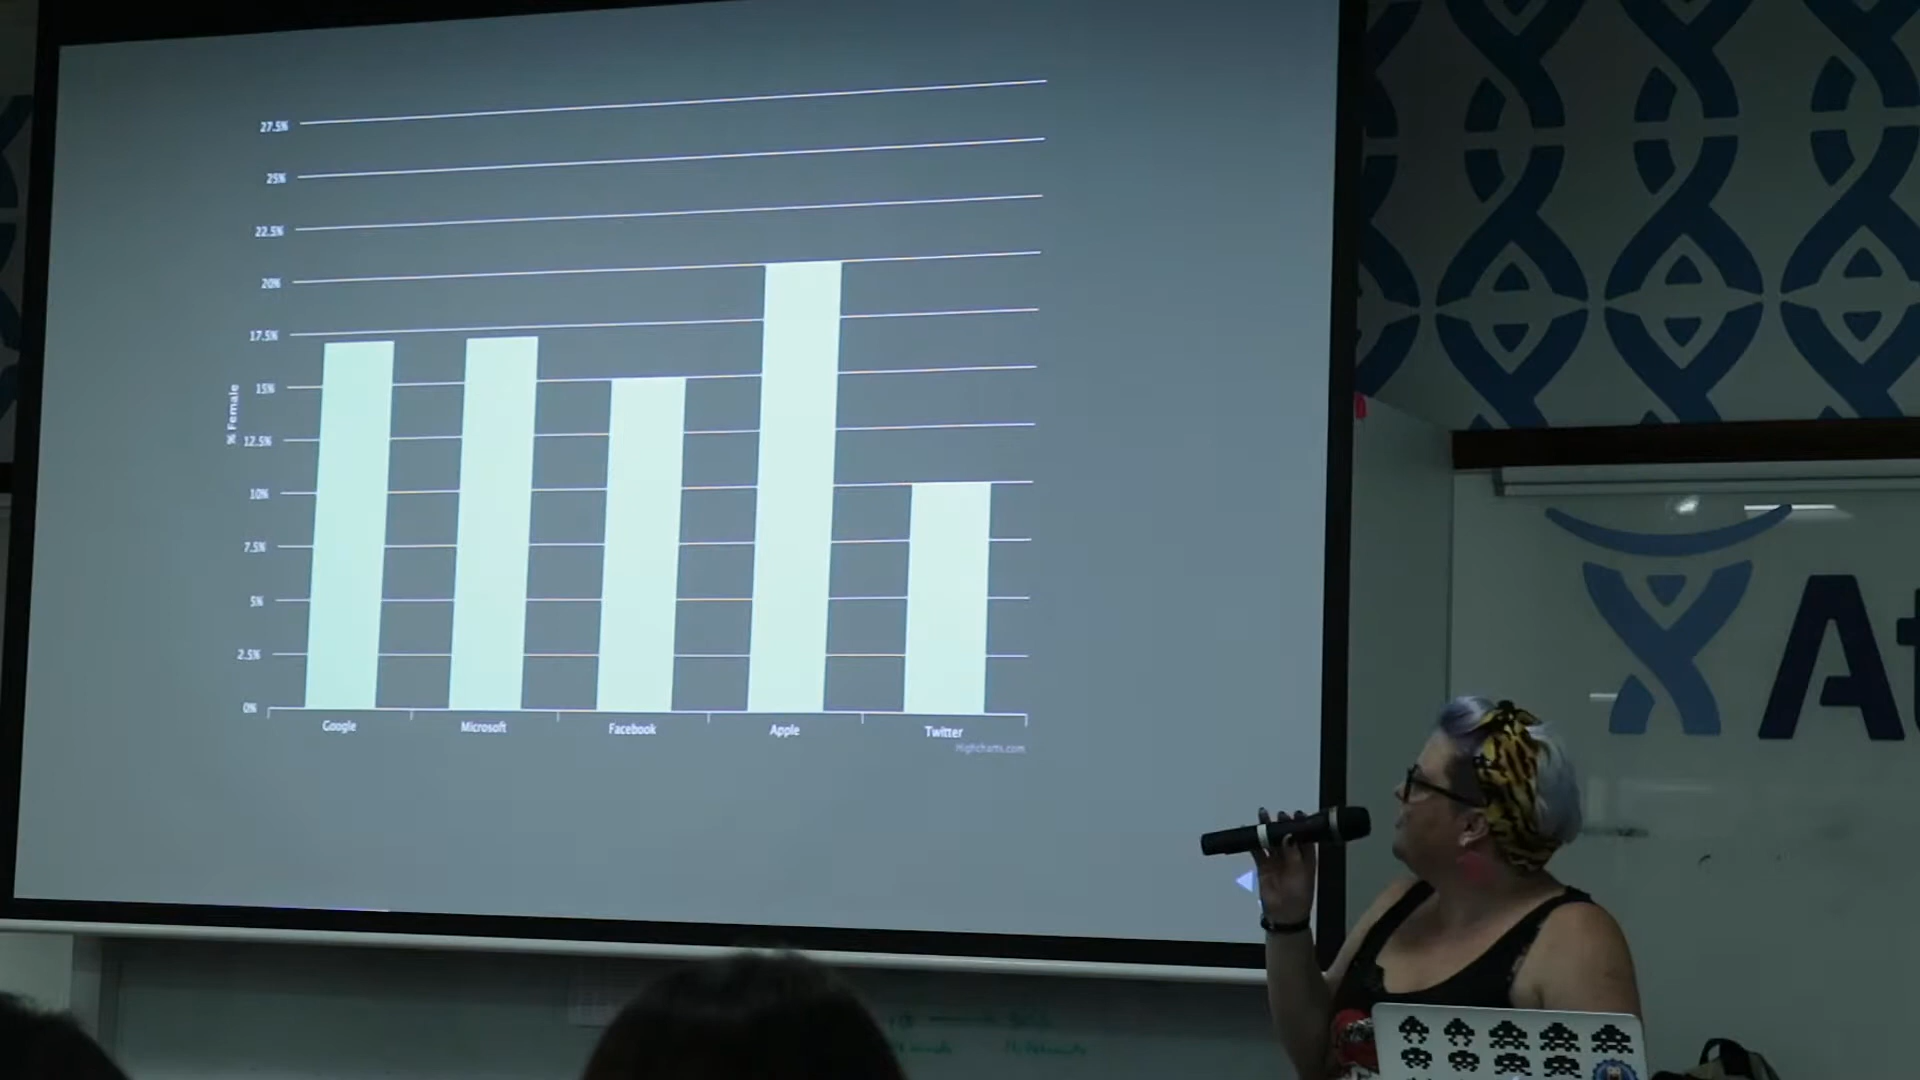 27.5%
25%
22.5%
20%
17.5%
15%
12.5%
10%
7.5%
5%
2.5%
0%
% Female
Google
Microsoft
Facebook
Apple
Twitter
Highcharts.com
At